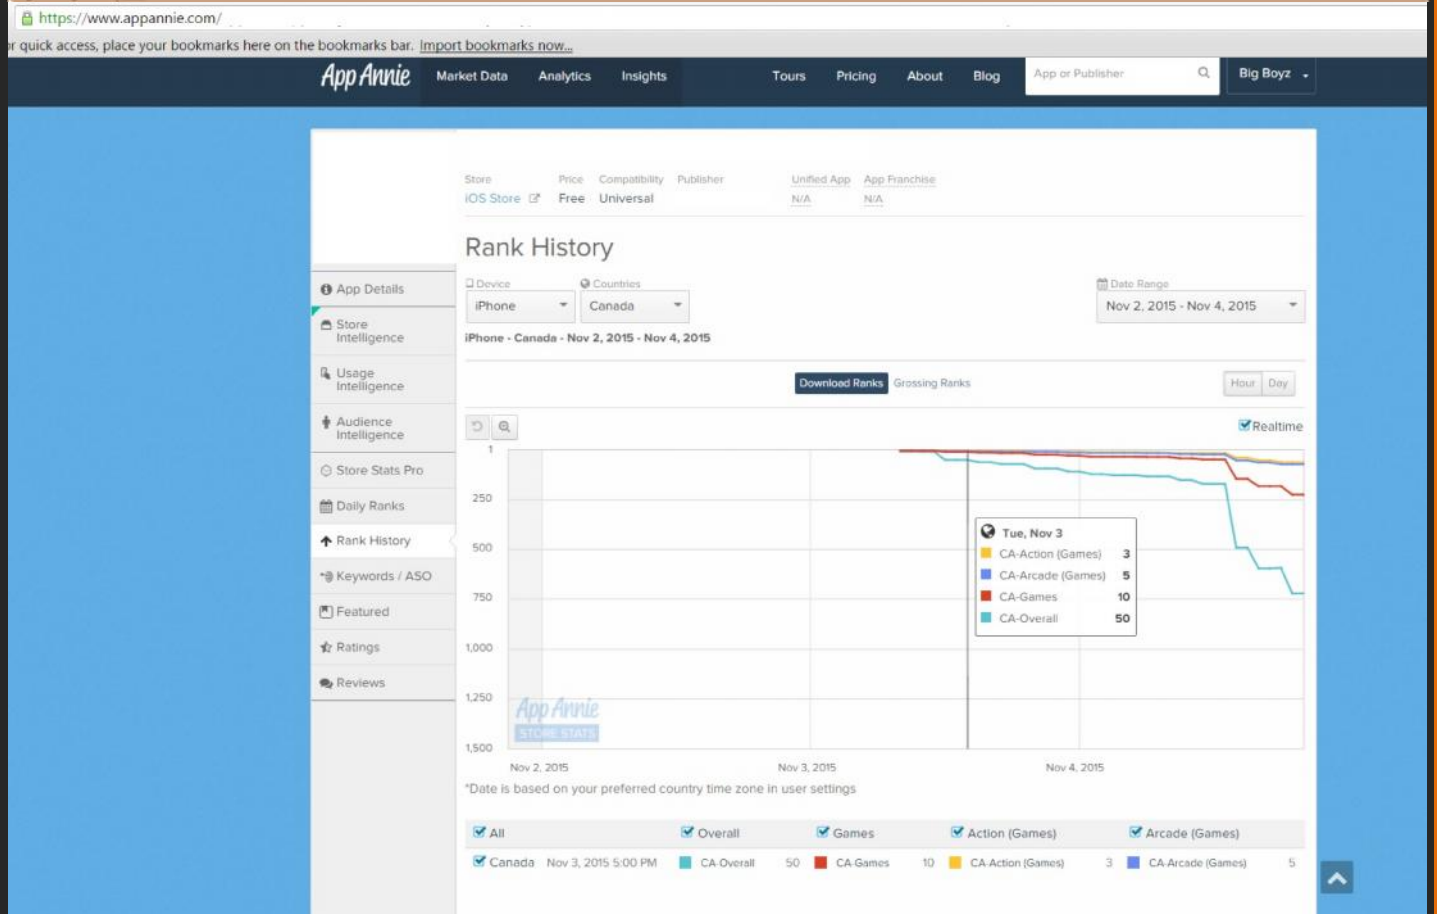 https://www.appannie.com/
or quick access, place your bookmarks here on the bookmarks bar. Import bookmarks now...
App Annie Market Data Analytics Insights Tours Pricing About Blog App or Publisher Big Boyz
Store Price Compatibility Publisher Unified App App Franchise
iOS Store Free Universal N/A N/A
Rank History
Device Countries Date Range
iPhone Canada Nov 2, 2015 - Nov 4, 2015
iPhone - Canada - Nov 2, 2015 - Nov 4, 2015
Download Ranks Grossing Ranks Hour Day
Realtime
App Details
Store
Intelligence
Usage
Intelligence
Audience
Intelligence
Store Stats Pro
Daily Ranks
Rank History
Keywords / ASO
Featured
Ratings
Reviews
1
250
500
750
1,000
1,250
1,500
Tue, Nov 3
CA-Action (Games) 3
CA-Arcade (Games) 5
CA-Games 10
CA-Overall 50
App Annie
STORE STATS
Nov 2, 2015 Nov 3, 2015 Nov 4, 2015
*Date is based on your preferred country time zone in user settings
All Overall Games Action (Games) Arcade (Games)
Canada Nov 3, 2015 5:00 PM CA-Overall 50 CA-Games 10 CA-Action (Games) 3 CA-Arcade (Games) 5